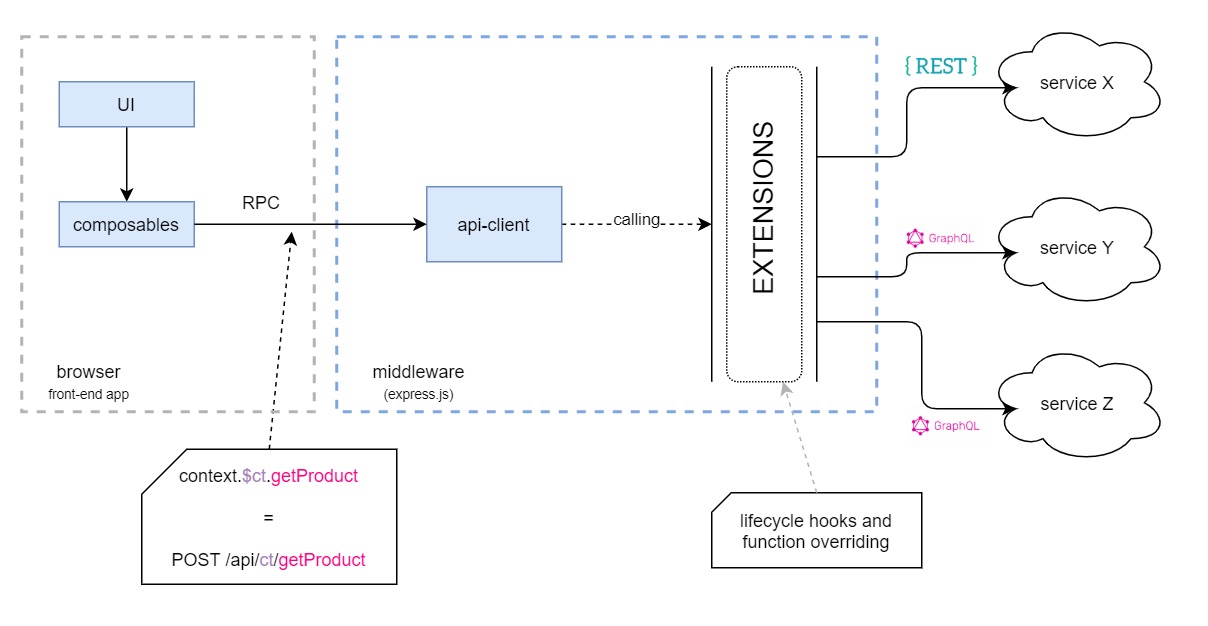 UI
composables
RPC
browser
front-end app
context.$ct.getProduct
=
POST /api/ct/getProduct
api-client
calling
middleware
(express.js)
EXTENSIONS
lifecycle hooks and
function overriding
{ REST }
service X
GraphQL
service Y
GraphQL
service Z